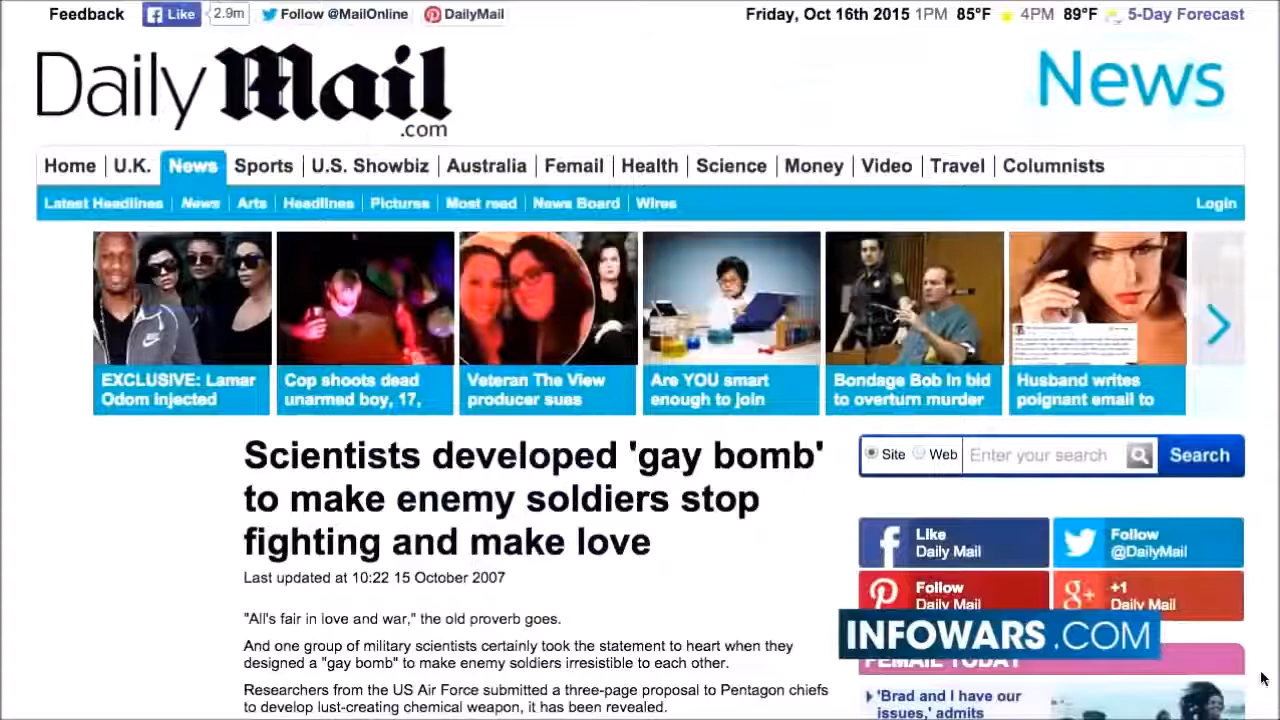 Feedback Like 2.9m Follow @MailOnline DailyMail Friday, Oct 16th 2015 1PM 85°F 4PM 89°F 5-Day Forecast
Daily Mail .com
News
Home U.K. News Sports U.S. Showbiz Australia Femail Health Science Money Video Travel Columnists
Latest Headlines News Arts Headlines Pictures Most read News Board Wires Login
EXCLUSIVE: Lamar
Odom injected
Cop shoots dead
unarmed boy, 17,
Veteran The View
producer sues
Are YOU smart
enough to join
Bondage Bob in bid
to overturn murder
Husband writes
poignant email to
Scientists developed 'gay bomb'
to make enemy soldiers stop
fighting and make love
Last updated at 10:22 15 October 2007
"All's fair in love and war," the old proverb goes.
And one group of military scientists certainly took the statement to heart when they
designed a "gay bomb" to make enemy soldiers irresistible to each other.
Researchers from the US Air Force submitted a three-page proposal to Pentagon chiefs
to develop lust-creating chemical weapon, it has been revealed.
Site Web Enter your search Search
Like
Daily Mail
Follow
@DailyMail
Follow
Daily Mail
+1
Daily Mail
INFOWARS.COM
FEMAIL TODAY
'Brad and I have our
issues,' admits